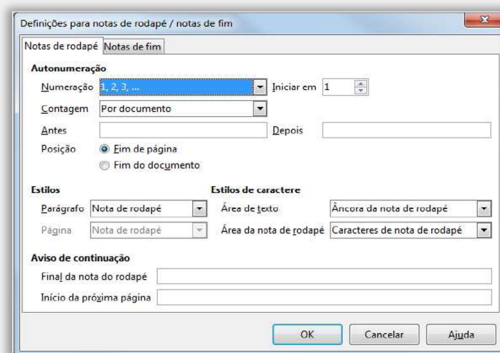 Definições para notas de rodapé / notas de fim
Notas de rodapé Notas de fim
Autonumeração
Numeração 1, 2, 3, ... Iniciar em 1
Contagem Por documento
Antes Depois
Posição Fim de página
Fim do documento
Estilos Estilos de caractere
Parágrafo Nota de rodapé Área de texto Âncora da nota de rodapé
Página Nota de rodapé Área da nota de rodapé Caracteres de nota de rodapé
Aviso de continuação
Final da nota do rodapé
Início da próxima página
OK Cancelar Ajuda